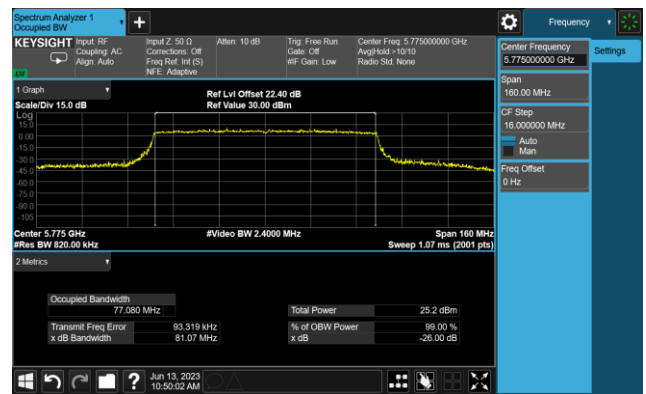 Spectrum Analyzer 1
Occupied BW
Frequency
KEYSIGHT
Input: RF
Coupling: AC
Align: Auto
Input Z: 50 Ω
Corrections: Off
Freq Ref: Int (S)
NFE: Adaptive
Atten: 10 dB
Trig: Free Run
Gate: Off
#IF Gain: Low
Center Freq: 5.775000000 GHz
Avg|Hold:>10/10
Radio Std: None
LXI
Center Frequency
5.775000000 GHz
Settings
Span
160.00 MHz
CF Step
16.000000 MHz
Auto
Man
Freq Offset
0 Hz
1 Graph
Scale/Div 15.0 dB
Ref Lvl Offset 22.40 dB
Ref Value 30.00 dBm
Log
15.0
0.00
-15.0
-30.0
-45.0
-60.0
-75.0
-90.0
-105
Center 5.775 GHz
#Video BW 2.4000 MHz
Span 160 MHz
#Res BW 820.00 kHz
Sweep 1.07 ms (2001 pts)
2 Metrics
Occupied Bandwidth
77.080 MHz
Total Power
25.2 dBm
Transmit Freq Error
93.319 kHz
% of OBW Power
99.00 %
x dB Bandwidth
81.07 MHz
x dB
-26.00 dB
?
Jun 13, 2023
10:50:02 AM